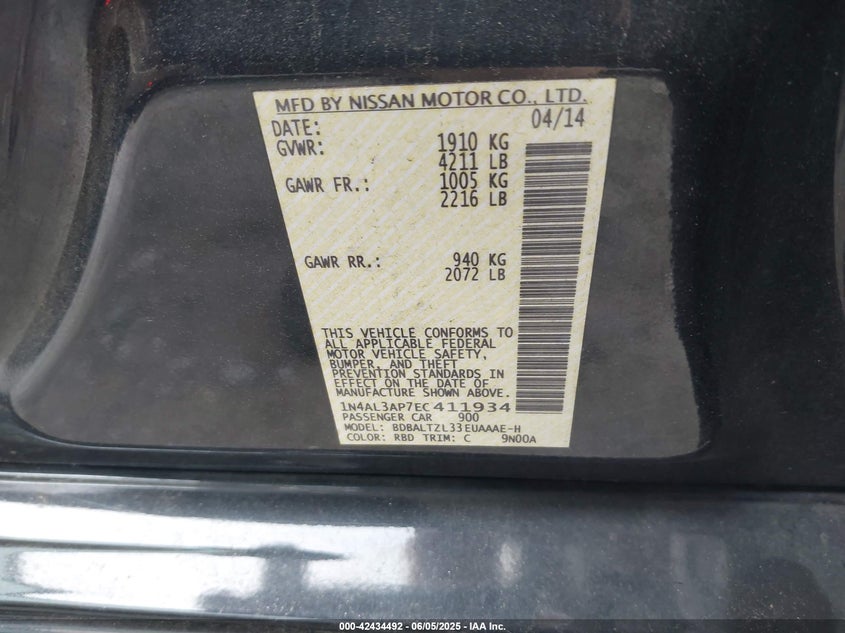 MFD BY NISSAN MOTOR CO., LTD.
DATE: 04/14
GVWR: 1910 KG
4211 LB
GAWR FR.: 1005 KG
2216 LB
GAWR RR.: 940 KG
2072 LB
THIS VEHICLE CONFORMS TO
ALL APPLICABLE FEDERAL
MOTOR VEHICLE SAFETY,
BUMPER, AND THEFT
PREVENTION STANDARDS IN
EFFECT ON THE DATE OF
MANUFACTURE SHOWN ABOVE.
1N4AL3AP7EC411934
PASSENGER CAR 900
MODEL: BDBALTZL33EUAAAE-H
COLOR: RBD TRIM: C 9N00A
000-42434492 - 06/05/2025 - IAA Inc.